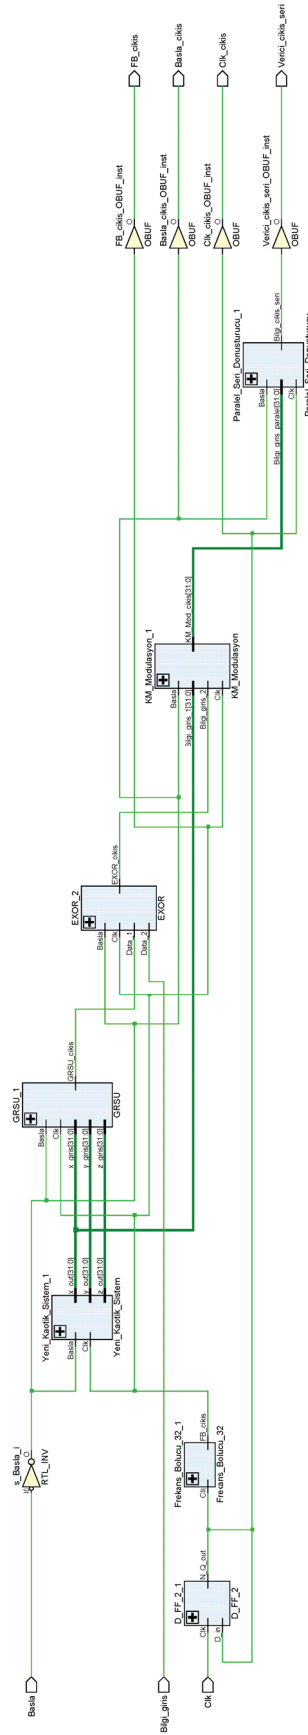 Basla
Bilgi_giris
Clk
s_Basla_i
I0
O
RTL_INV
D_FF_2_1
Clk
D_in
N_Q_out
D_FF_2
Frekans_Bolucu_32_1
Clk
FB_cikis
Frekans_Bolucu_32
Yeni_Kaotik_Sistem_1
Basla
Clk
x_out[31:0]
y_out[31:0]
z_out[31:0]
Yeni_Kaotik_Sistem
GRSU_1
Basla
Clk
x_giris[31:0]
y_giris[31:0]
z_giris[31:0]
GRSU_cikis
GRSU
EXOR_2
Basla
Clk
Data_1
Data_2
EXOR_cikis
EXOR
KM_Modulasyon_1
Basla
Bilgi_giris_1[31:0]
Bilgi_giris_2
Clk
KM_Mod_cikis[31:0]
KM_Modulasyon
Paralel_Seri_Donusturucu_1
Basla
Bilgi_giris_paralel[31:0]
Clk
Bilgi_cikis_seri
FB_cikis_OBUF_inst
O
OBUF
FB_cikis
Basla_cikis_OBUF_inst
O
OBUF
Basla_cikis
Clk_cikis_OBUF_inst
O
OBUF
Clk_cikis
Verici_cikis_seri_OBUF_inst
O
OBUF
Verici_cikis_seri